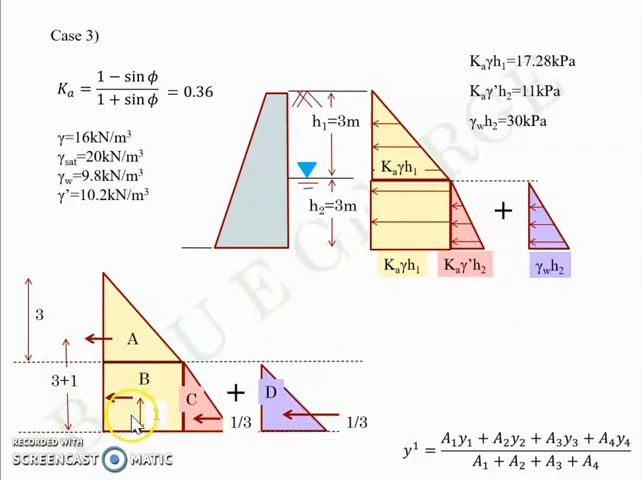 Case 3)
K_a = (1 − sin ϕ)/(1 + sin ϕ) = 0.36
γ=16kN/m³
γsat=20kN/m³
γw=9.8kN/m³
γ'=10.2kN/m³
Kaγh₁=17.28kPa
Kaγ'h₂=11kPa
γwh₂=30kPa
h₁=3m
h₂=3m
Kaγh₁
+
Kaγh₁
Kaγ'h₂
γwh₂
3
3+1
A
B
C
+
D
1/3
1/3
y¹ = (A₁y₁ + A₂y₂ + A₃y₃ + A₄y₄)/(A₁ + A₂ + A₃ + A₄)
RECORDED WITH
SCREENCAST MATIC